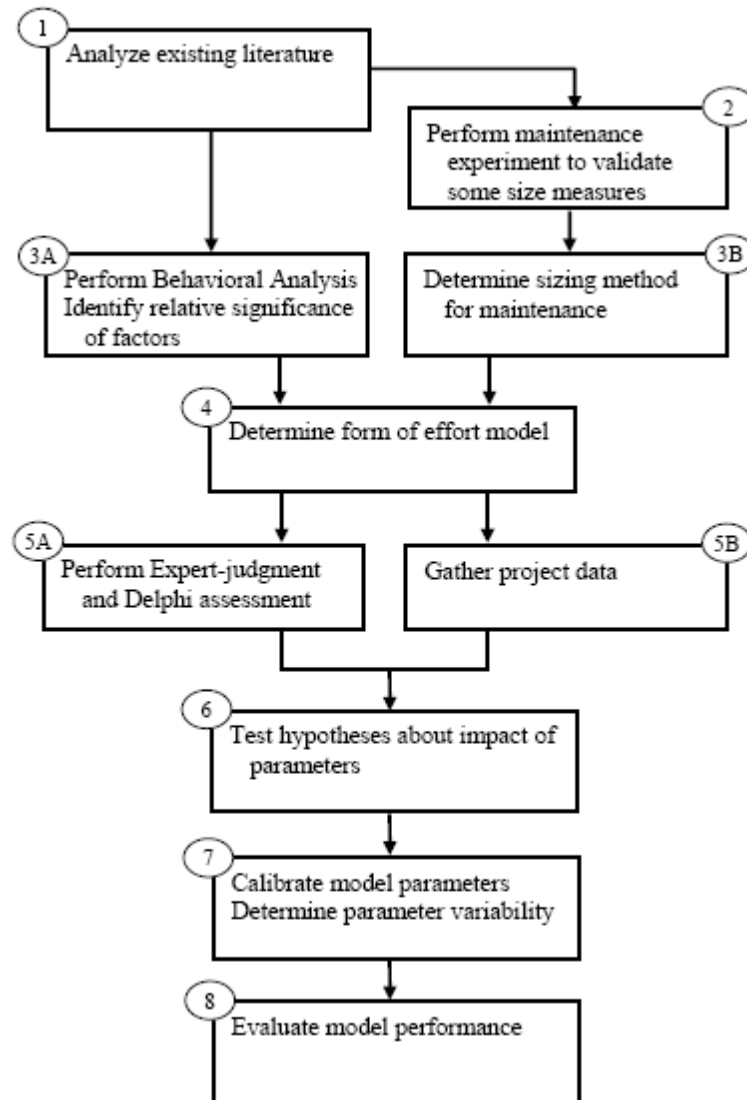 1
Analyze existing literature
2
Perform maintenance
experiment to validate
some size measures
3A
Perform Behavioral Analysis
Identify relative significance
of factors
3B
Determine sizing method
for maintenance
4
Determine form of effort model
5A
Perform Expert-judgment
and Delphi assessment
5B
Gather project data
6
Test hypotheses about impact of
parameters
7
Calibrate model parameters
Determine parameter variability
8
Evaluate model performance